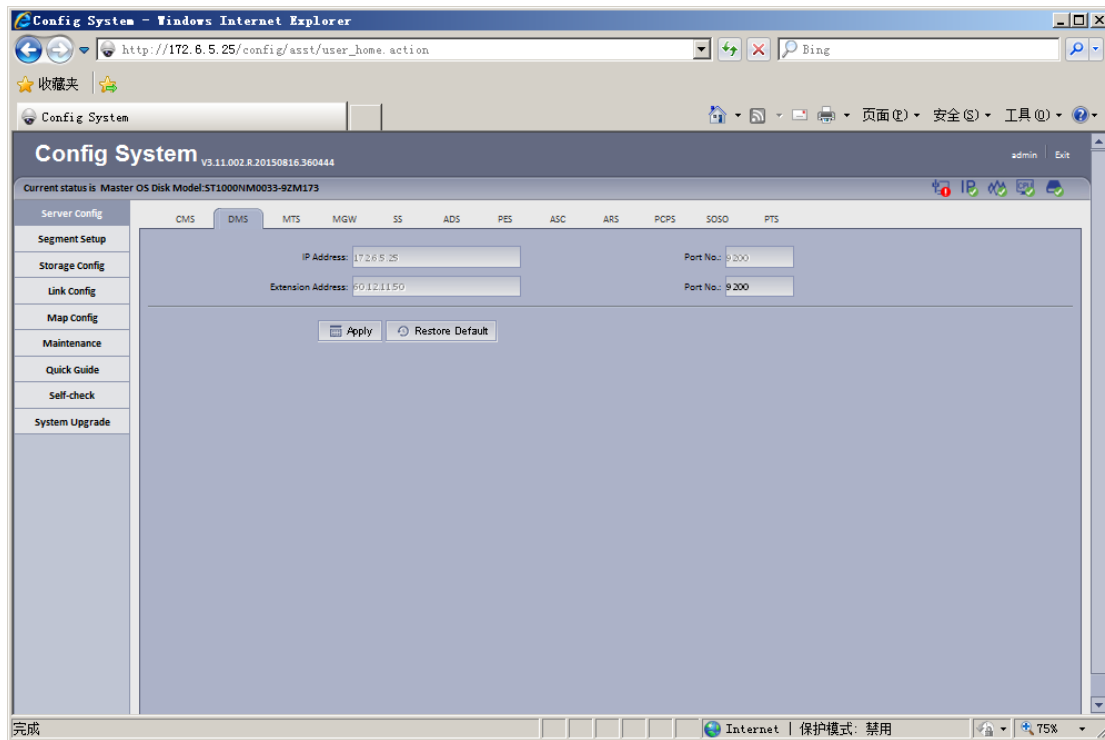 Config System - Windows Internet Explorer
http://172.6.5.25/config/asst/user_home.action
Bing
收藏夹
Config System
页面(P)
安全(S)
工具(O)
Config System V3.11.002.R.20150816.360444
admin
Exit
Current status is Master OS Disk Model:ST1000NM0033-9ZM173
IP
CPU
Server Config
Segment Setup
Storage Config
Link Config
Map Config
Maintenance
Quick Guide
Self-check
System Upgrade
CMS DMS MTS MGW SS ADS PES ASC ARS PCPS SOSO PTS
IP Address: 172.6.5.25 Port No.: 9200
Extension Address: 60.12.11.50 Port No.: 9200
Apply Restore Default
完成
Internet | 保护模式: 禁用
75%